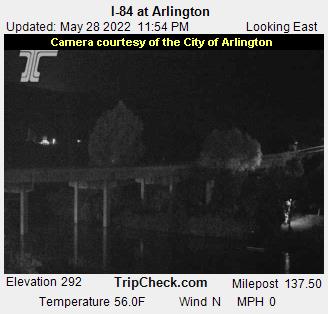 I-84 at Arlington
Updated: May 28 2022 11:54 PM Looking East
Camera courtesy of the City of Arlington
Elevation 292 TripCheck.com Milepost 137.50
Temperature 56.0F Wind N MPH 0